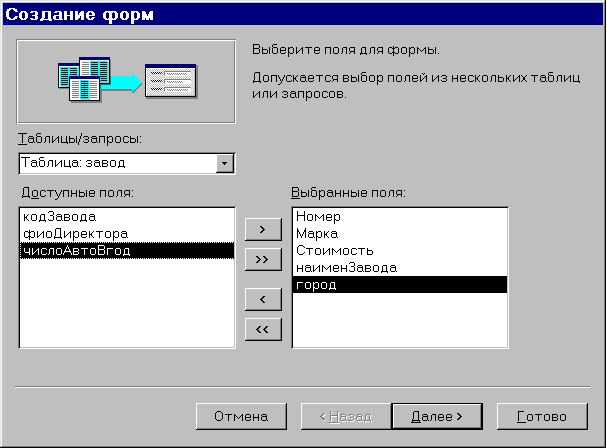 Создание форм
Выберите поля для формы.
Допускается выбор полей из нескольких таблиц
или запросов.
Таблицы/запросы:
Таблица: завод
Доступные поля:
Выбранные поля:
кодЗавода
фиоДиректора
числоАвтоВгод
>
>>
<
<<
Номер
Марка
Стоимость
наименЗавода
город
Отмена
< Назад
Далее >
Готово